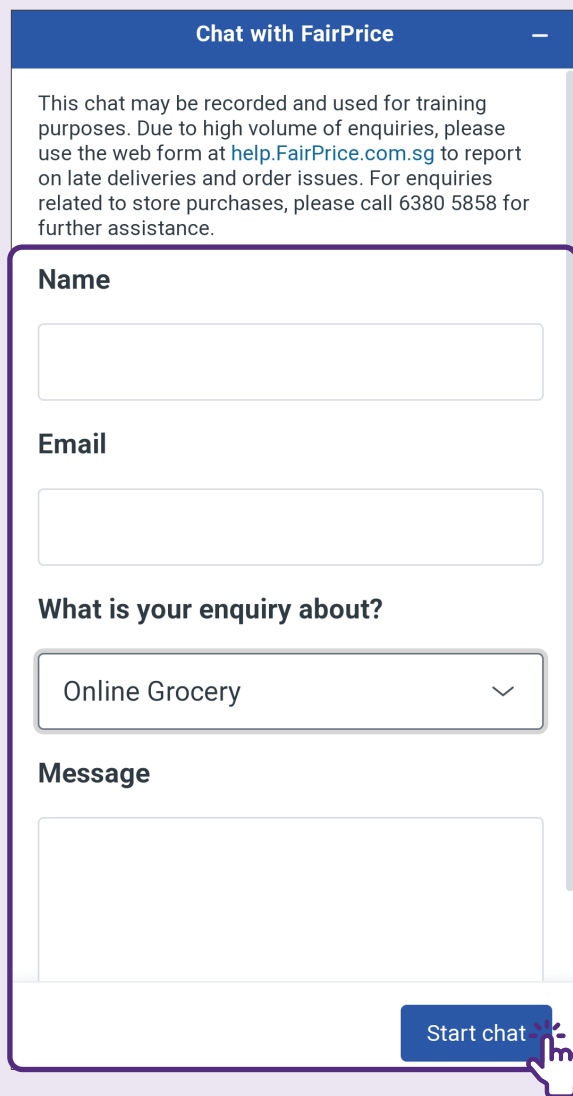 Chat with FairPrice
This chat may be recorded and used for training
purposes. Due to high volume of enquiries, please
use the web form at help.FairPrice.com.sg to report
on late deliveries and order issues. For enquiries
related to store purchases, please call 6380 5858 for
further assistance.
Name
Email
What is your enquiry about?
Online Grocery
Message
Start chat